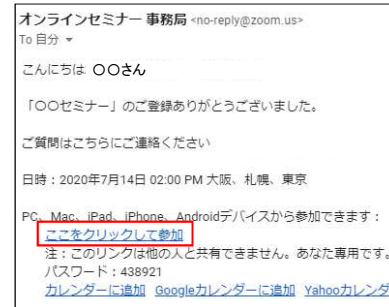 オンラインセミナー 事務局 <no-reply@zoom.us>
To 自分
こんにちは 〇〇さん
「〇〇セミナー」のご登録ありがとうございました。
ご質問はこちらにご連絡ください
日時：2020年7月14日 02:00 PM 大阪、札幌、東京
PC、Mac、iPad、iPhone、Androidデバイスから参加できます：
ここをクリックして参加
注：このリンクは他の人と共有できません。あなた専用です。
パスワード：438921
カレンダーに追加 Googleカレンダーに追加 Yahooカレンダ